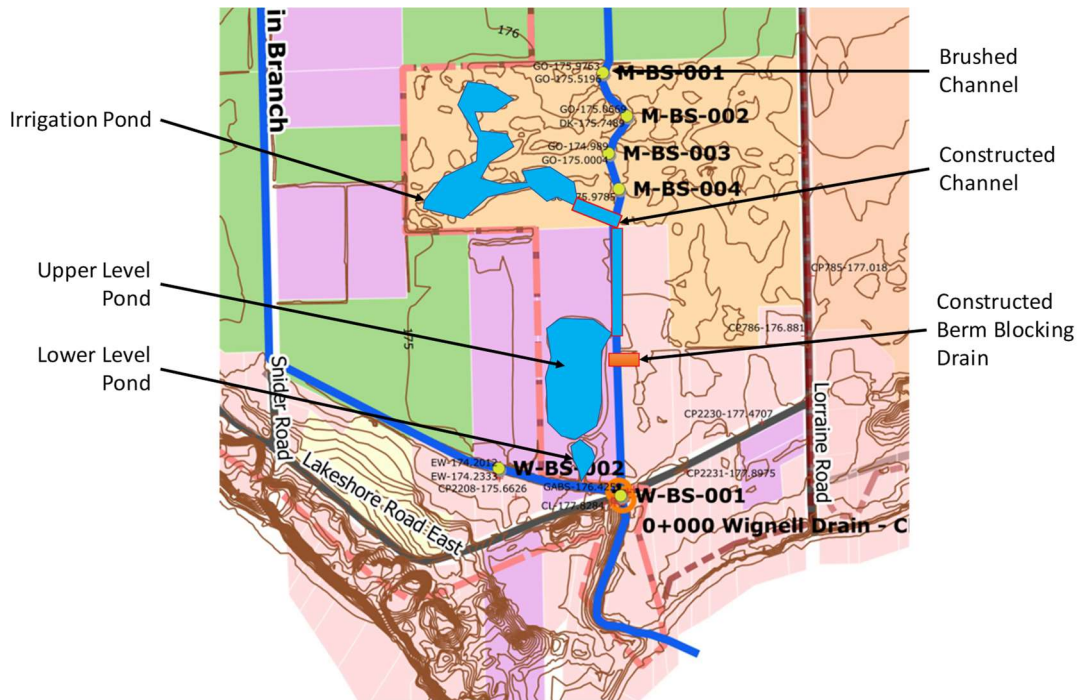 in Branch
176
GO-175.9763
GO-175.5196
M-BS-001
Brushed
Channel
Irrigation Pond
GO-175.0669
DK-175.7489
M-BS-002
GO-174.989
GO-175.0004
M-BS-003
Constructed
Channel
M-BS-004
Upper Level
Pond
CP785-177.018
Constructed
Berm Blocking
Drain
CP786-176.881
175
Lower Level
Pond
Snider Road
Lorraine Road
CP2230-177.4707
EW-174.2012
EW-174.2333
CP2208-175.6626
W-BS-002
CP2231-177.8975
W-BS-001
Lakeshore Road East
0+000 Wignell Drain - C